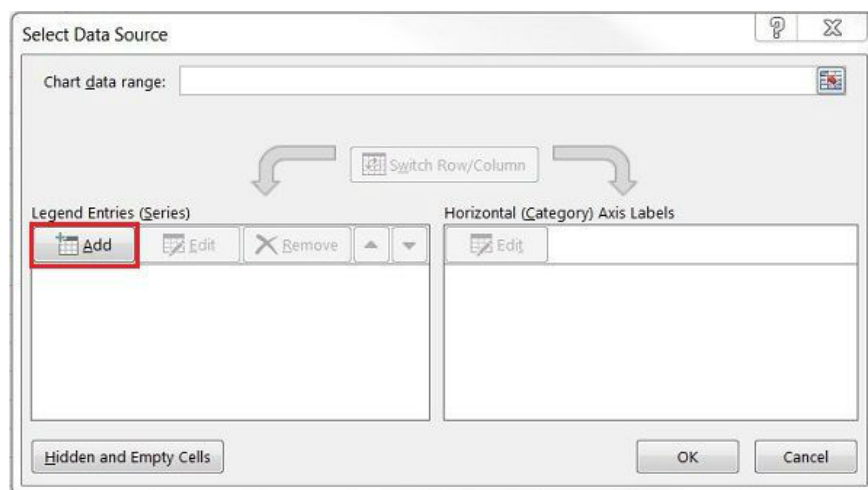 Select Data Source
Chart data range:
Switch Row/Column
Legend Entries (Series)
Horizontal (Category) Axis Labels
Add Edit Remove
Edit
Hidden and Empty Cells
OK Cancel